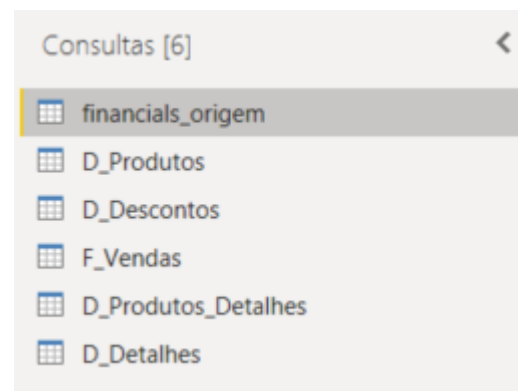 Consultas [6]
financials_origem
D_Produtos
D_Descontos
F_Vendas
D_Produtos_Detalhes
D_Detalhes